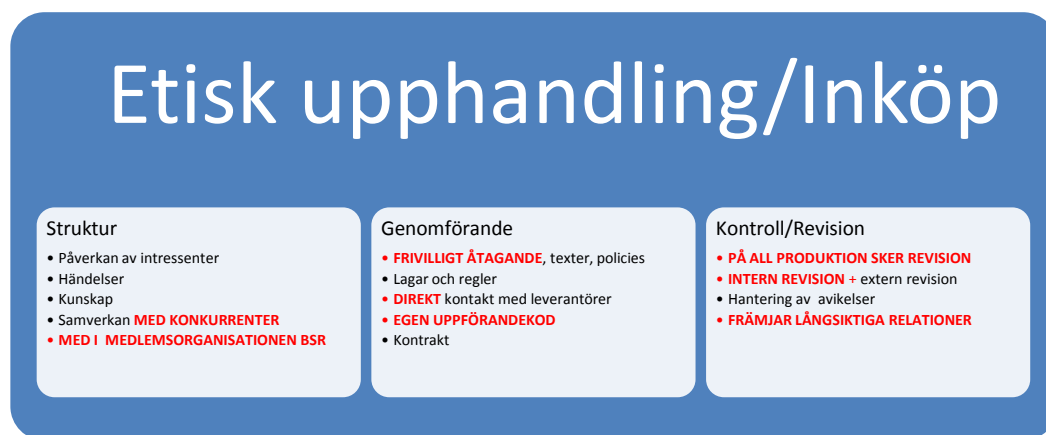 Etisk upphandling/Inköp
Struktur
• Påverkan av intressenter
• Händelser
• Kunskap
• Samverkan MED KONKURRENTER
• MED I  MEDLEMSORGANISATIONEN BSR
Genomförande
• FRIVILLIGT ÅTAGANDE, texter, policies
• Lagar och regler
• DIREKT kontakt med leverantörer
• EGEN UPPFÖRANDEKOD
• Kontrakt
Kontroll/Revision
• PÅ ALL PRODUKTION SKER REVISION
• INTERN REVISION + extern revision
• Hantering av  avikelser
• FRÄMJAR LÅNGSIKTIGA RELATIONER